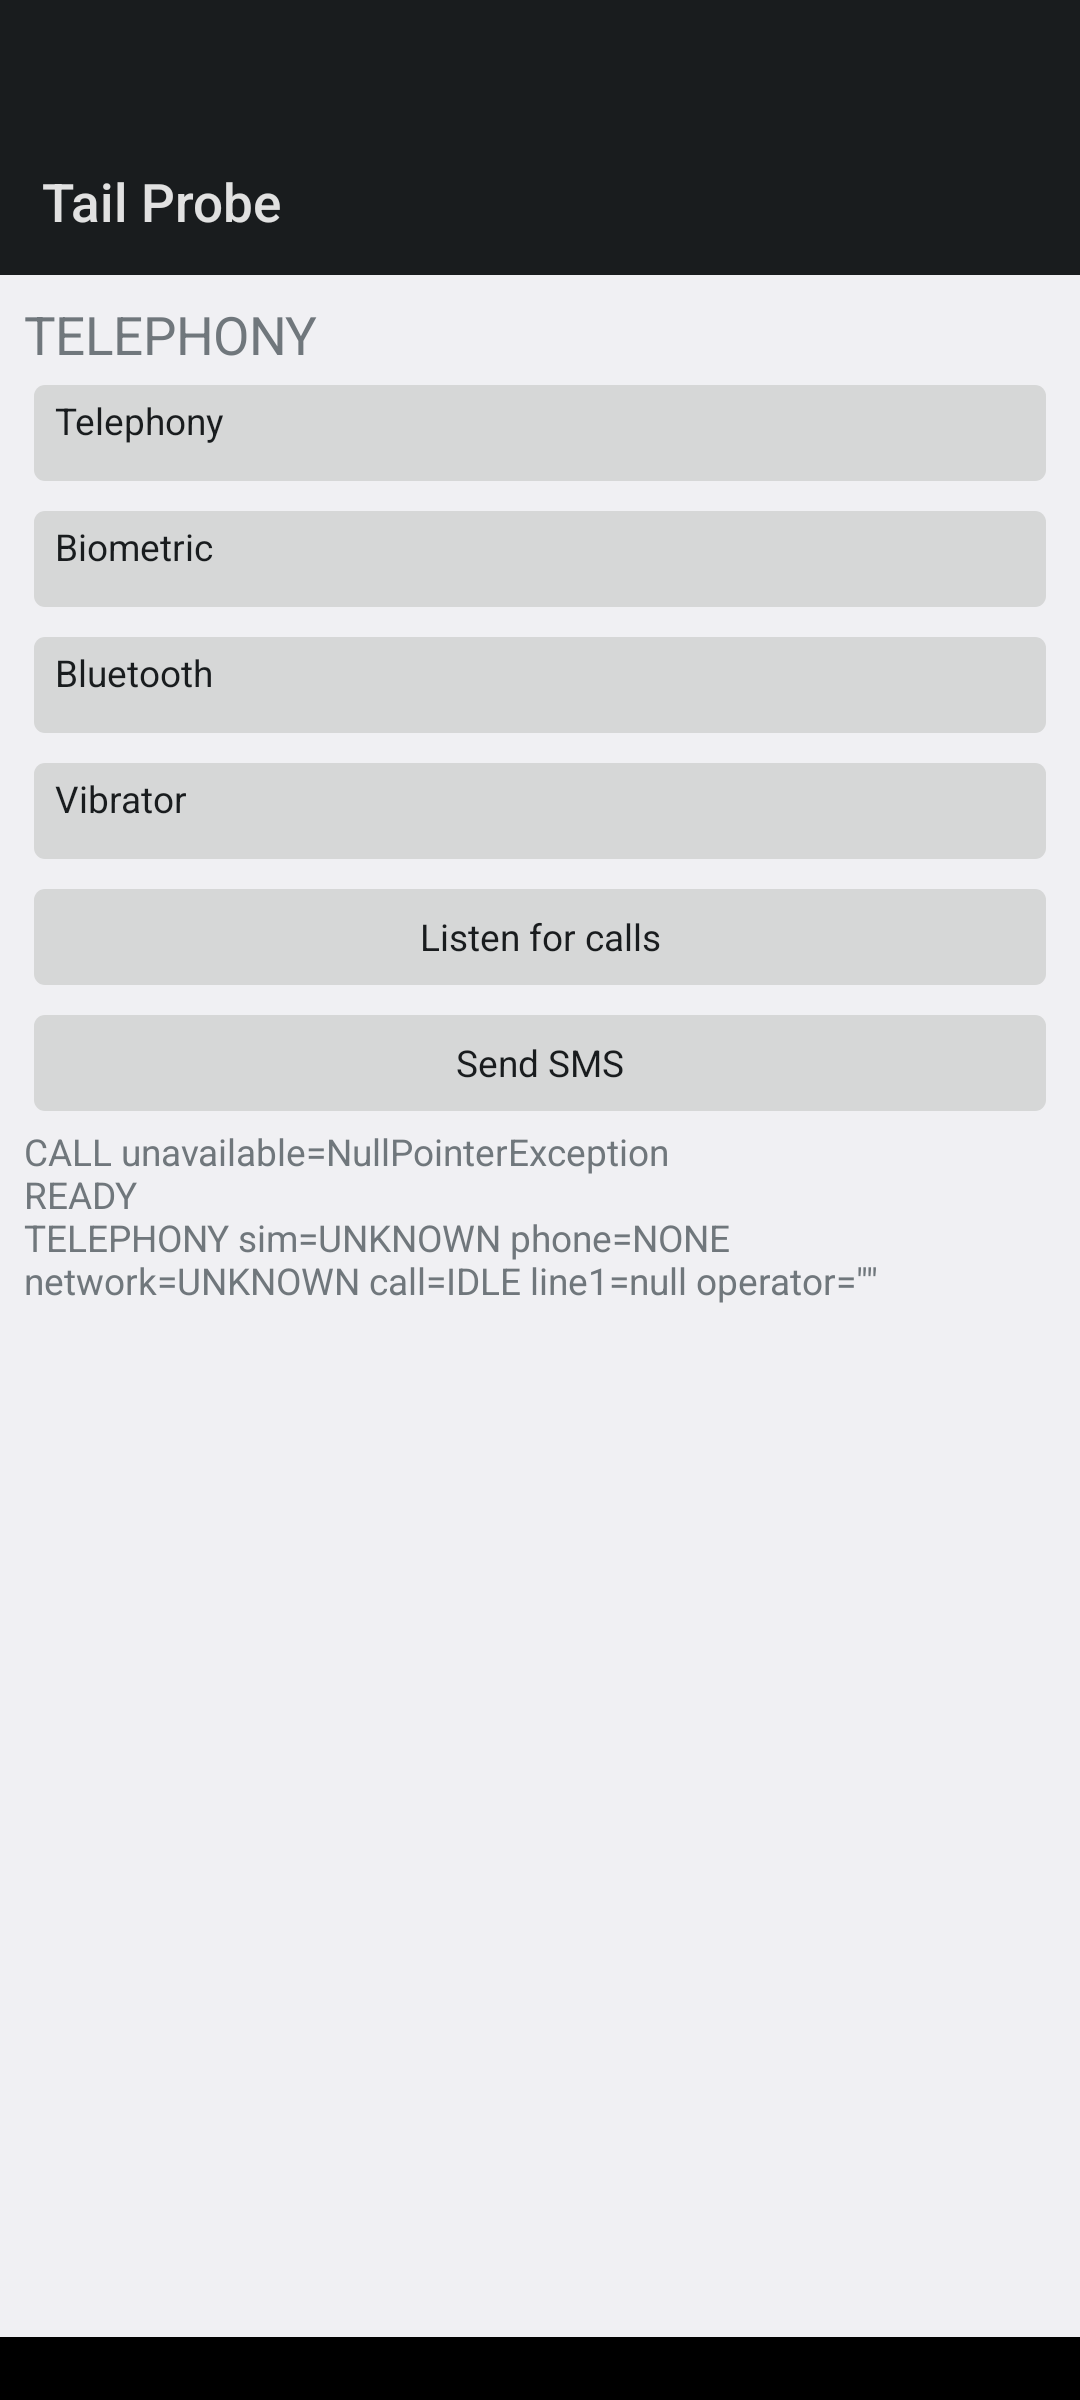 Tail Probe
TELEPHONY
Telephony
Biometric
Bluetooth
Vibrator
Listen for calls
Send SMS
CALL unavailable=NullPointerException
READY
TELEPHONY sim=UNKNOWN phone=NONE
network=UNKNOWN call=IDLE line1=null operator=""